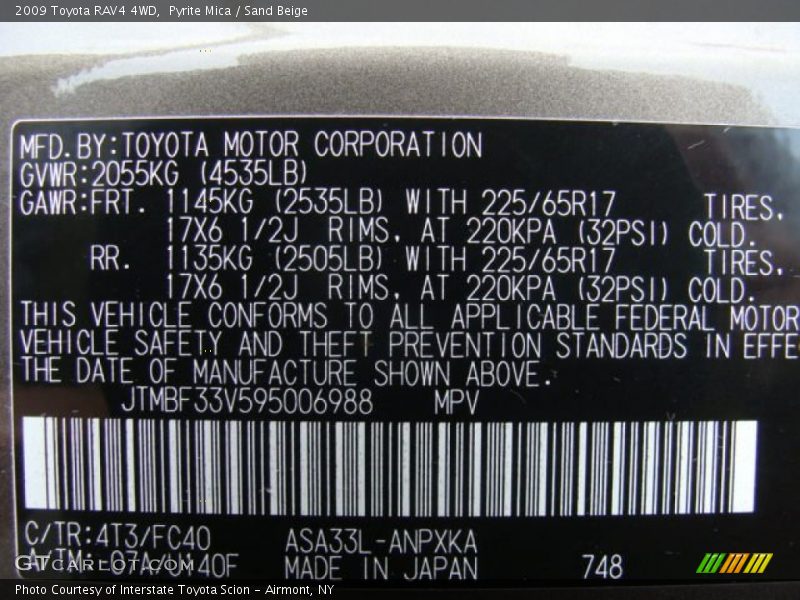 2009 Toyota RAV4 4WD,  Pyrite Mica / Sand Beige
MFD.BY:TOYOTA MOTOR CORPORATION
GVWR:2055KG (4535LB)
GAWR:FRT. 1145KG (2535LB) WITH 225/65R17 TIRES,
17X6 1/2J RIMS, AT 220KPA (32PSI) COLD.
RR. 1135KG (2505LB) WITH 225/65R17 TIRES,
17X6 1/2J RIMS, AT 220KPA (32PSI) COLD.
THIS VEHICLE CONFORMS TO ALL APPLICABLE FEDERAL MOTOR
VEHICLE SAFETY AND THEFT PREVENTION STANDARDS IN EFFE
THE DATE OF MANUFACTURE SHOWN ABOVE.
JTMBF33V595006988 MPV
C/TR:4T3/FC40 ASA33L-ANPXKA
A/TM: MADE IN JAPAN 748
GTCarLot.com
Photo Courtesy of Interstate Toyota Scion - Airmont, NY